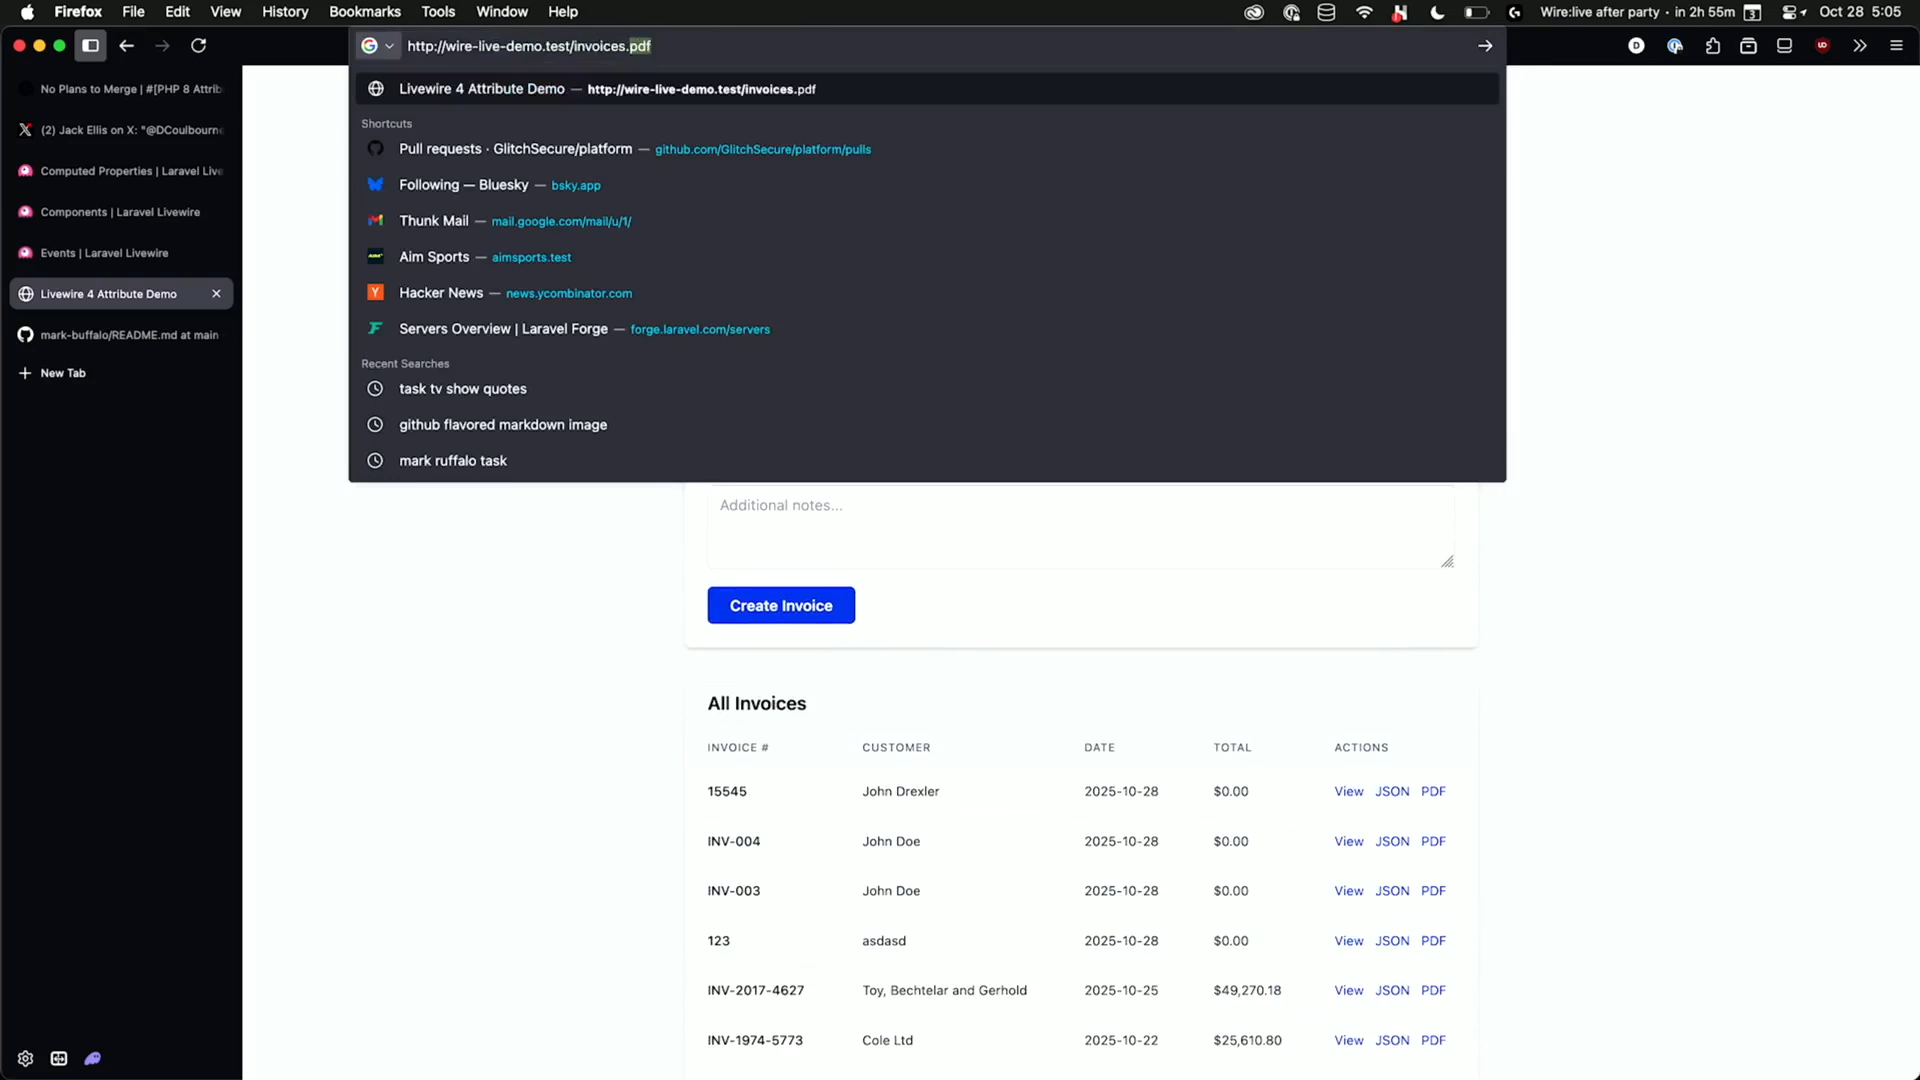 Firefox File Edit View History Bookmarks Tools Window Help
Wire:live after party · in 2h 55m 3 Oct 28 5:05
http://wire-live-demo.test/invoices.pdf
Livewire 4 Attribute Demo — http://wire-live-demo.test/invoices.pdf
Shortcuts
Pull requests · GlitchSecure/platform — github.com/GlitchSecure/platform/pulls
Following — Bluesky — bsky.app
Thunk Mail — mail.google.com/mail/u/1/
Aim Sports — aimsports.test
Hacker News — news.ycombinator.com
Servers Overview | Laravel Forge — forge.laravel.com/servers
Recent Searches
task tv show quotes
github flavored markdown image
mark ruffalo task
No Plans to Merge | #[PHP 8 Attrib
(2) Jack Ellis on X: "@DCoulbourne
Computed Properties | Laravel Live
Components | Laravel Livewire
Events | Laravel Livewire
Livewire 4 Attribute Demo
mark-buffalo/README.md at main
New Tab
Additional notes...
Create Invoice
All Invoices
INVOICE # CUSTOMER DATE TOTAL ACTIONS
15545 John Drexler 2025-10-28 $0.00 View JSON PDF
INV-004 John Doe 2025-10-28 $0.00 View JSON PDF
INV-003 John Doe 2025-10-28 $0.00 View JSON PDF
123 asdasd 2025-10-28 $0.00 View JSON PDF
INV-2017-4627 Toy, Bechtelar and Gerhold 2025-10-25 $49,270.18 View JSON PDF
INV-1974-5773 Cole Ltd 2025-10-22 $25,610.80 View JSON PDF